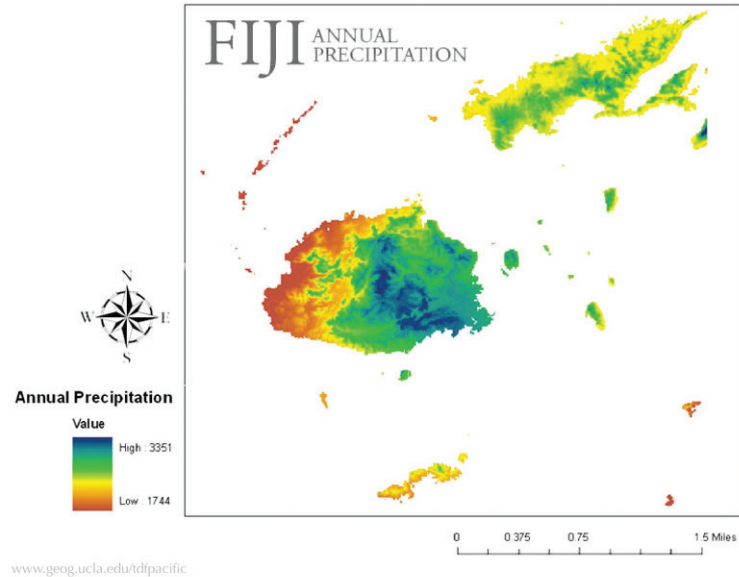 FIJI ANNUAL
PRECIPITATION
N
W E
S
Annual Precipitation
Value
High : 3351
Low : 1744
0 0.375 0.75 1.5 Miles
www.geog.ucla.edu/tdfpacific